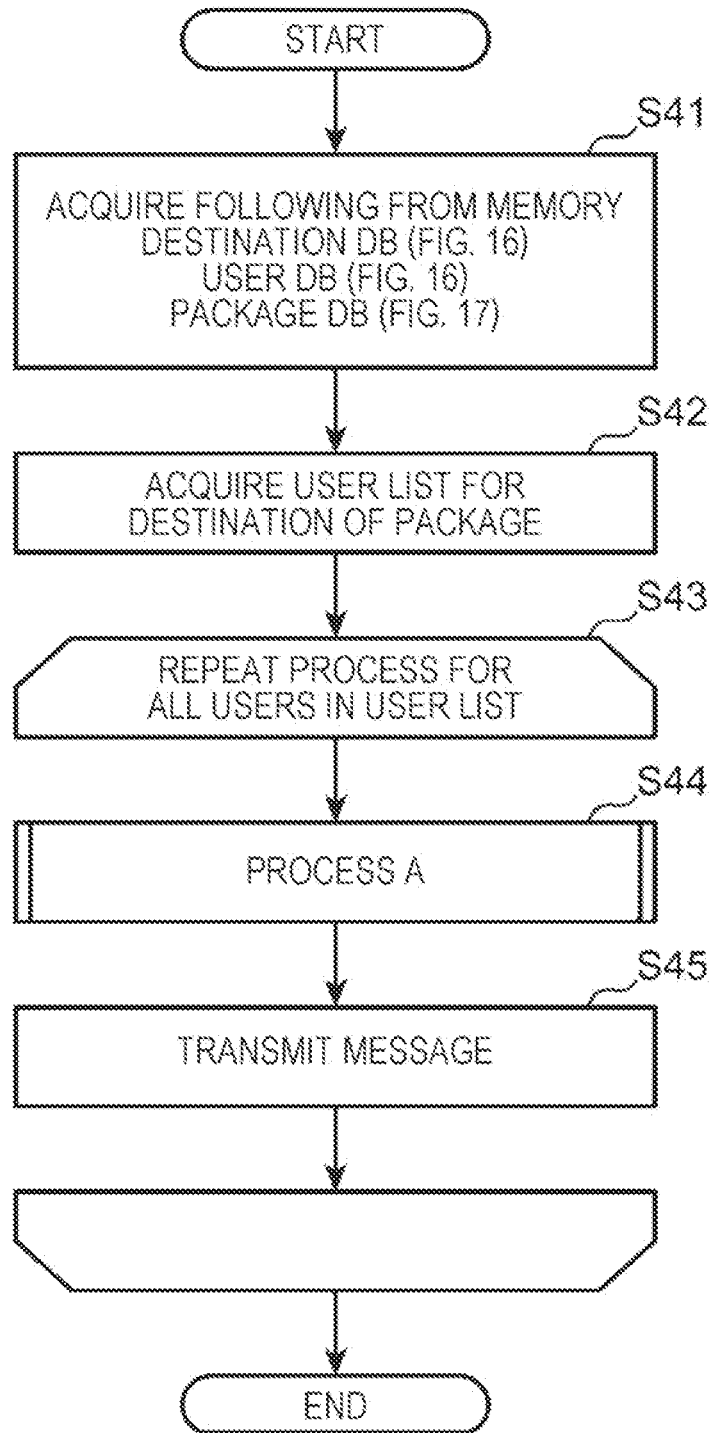 START
S41
ACQUIRE FOLLOWING FROM MEMORY
DESTINATION DB (FIG. 16)
USER DB (FIG. 16)
PACKAGE DB (FIG. 17)
S42
ACQUIRE USER LIST FOR
DESTINATION OF PACKAGE
S43
REPEAT PROCESS FOR
ALL USERS IN USER LIST
S44
PROCESS A
S45
TRANSMIT MESSAGE
END